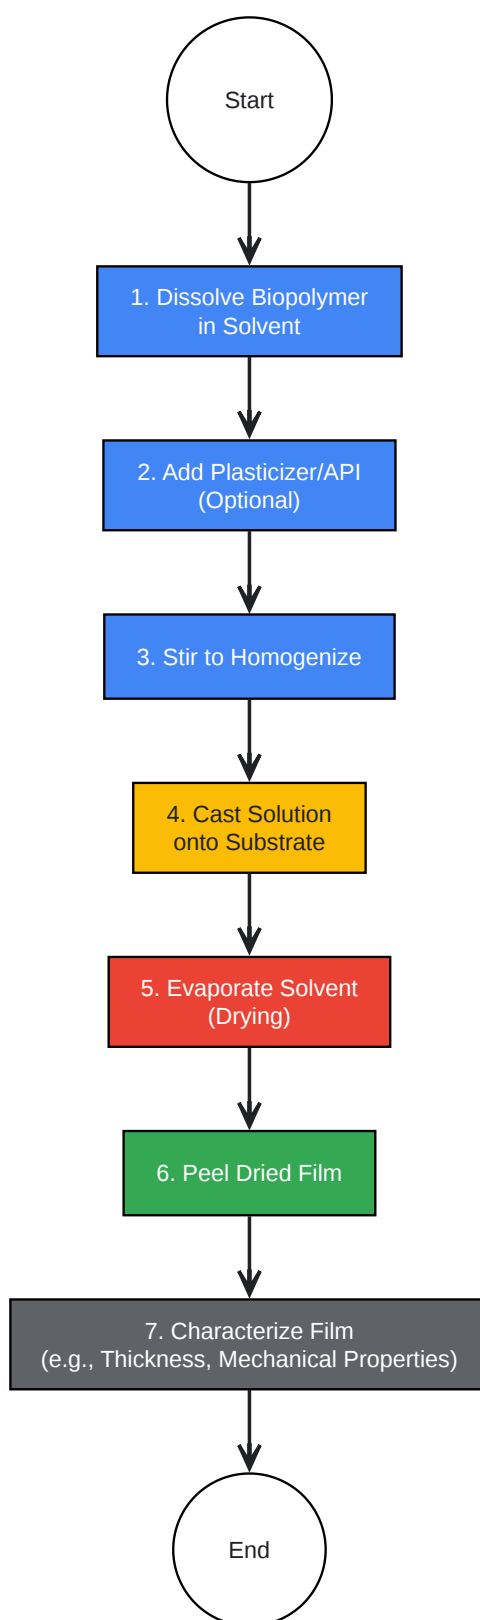 Start
1. Dissolve Biopolymer
in Solvent
2. Add Plasticizer/API
(Optional)
3. Stir to Homogenize
4. Cast Solution
onto Substrate
5. Evaporate Solvent
(Drying)
6. Peel Dried Film
7. Characterize Film
(e.g., Thickness, Mechanical Properties)
End